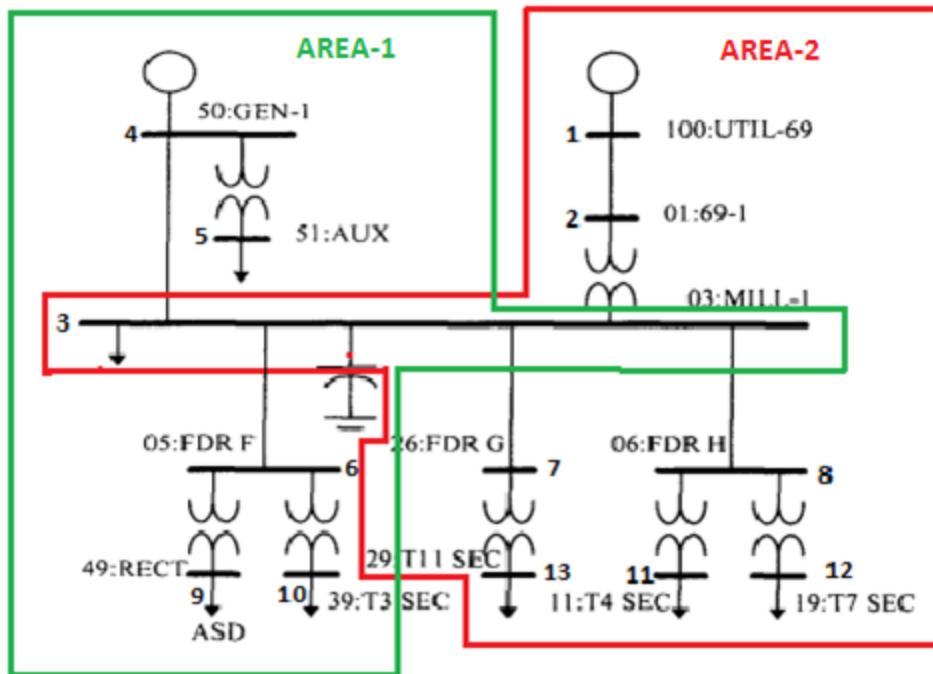 AREA-1
AREA-2
50:GEN-1
4
1
100:UTIL-69
5
51:AUX
2
01:69-1
03:MILL-1
3
05:FDR F
26:FDR G
06:FDR H
6
7
8
49:RECT
29:T11 SEC
13
11
12
9
10
39:T3 SEC
11:T4 SEC
19:T7 SEC
ASD